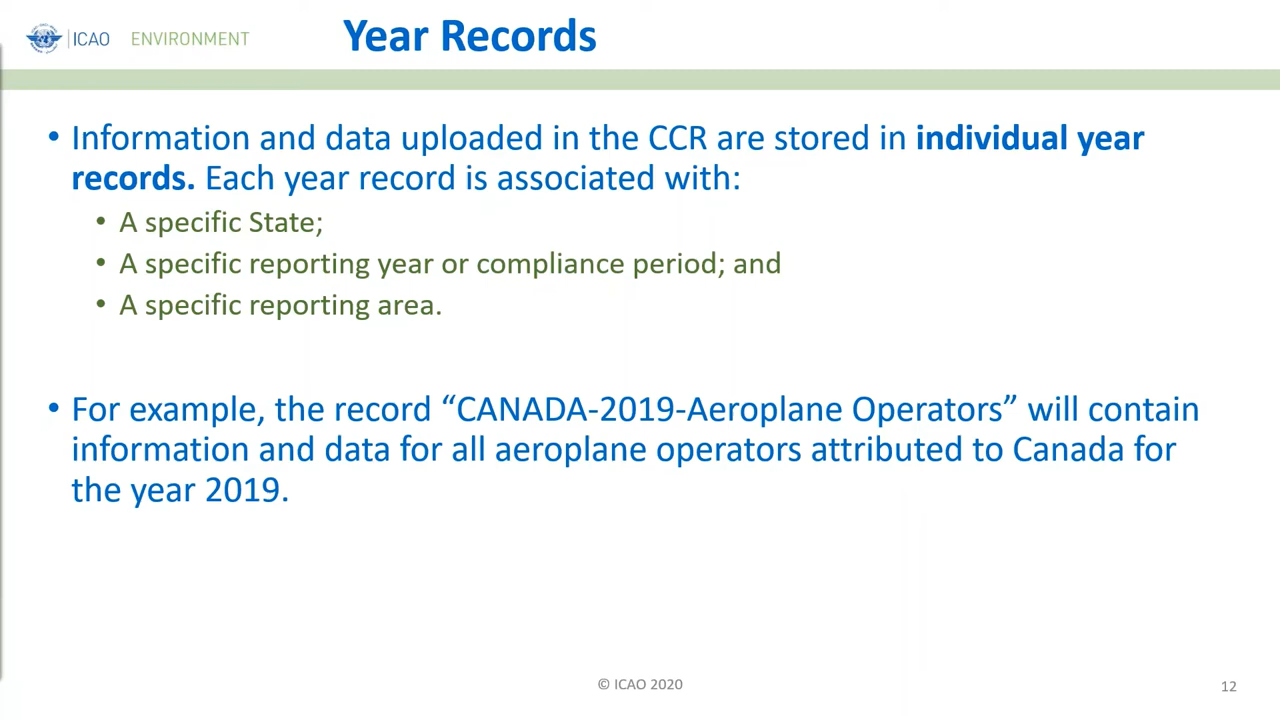 ICAO ENVIRONMENT
Year Records
• Information and data uploaded in the CCR are stored in individual year
records. Each year record is associated with:
• A specific State;
• A specific reporting year or compliance period; and
• A specific reporting area.
• For example, the record “CANADA-2019-Aeroplane Operators” will contain
information and data for all aeroplane operators attributed to Canada for
the year 2019.
© ICAO 2020
12